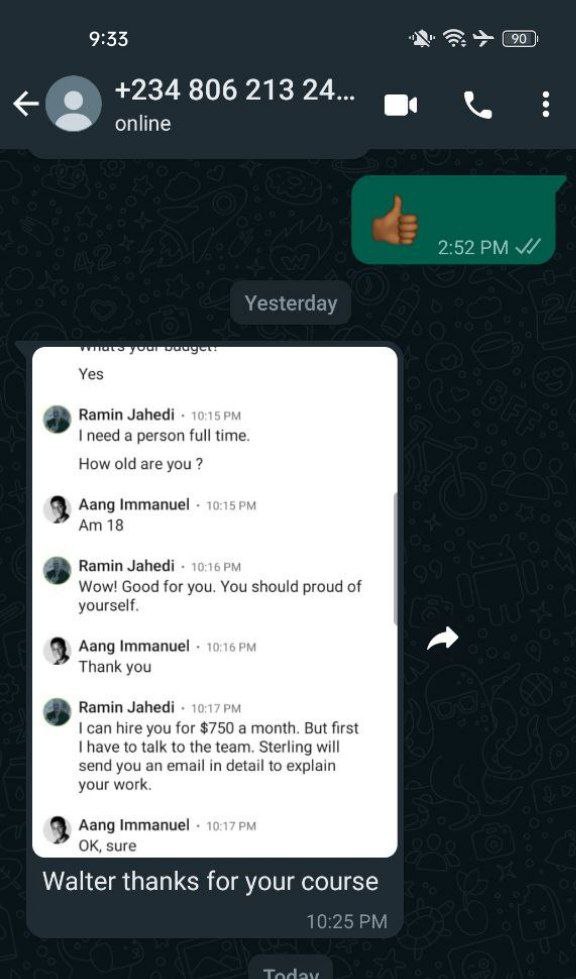 9:33
90
+234 806 213 24...
online
2:52 PM
Yesterday
What's your budget?
Yes
Ramin Jahedi · 10:15 PM
I need a person full time.
How old are you ?
Aang Immanuel · 10:15 PM
Am 18
Ramin Jahedi · 10:16 PM
Wow! Good for you. You should proud of
yourself.
Aang Immanuel · 10:16 PM
Thank you
Ramin Jahedi · 10:17 PM
I can hire you for $750 a month. But first
I have to talk to the team. Sterling will
send you an email in detail to explain
your work.
Aang Immanuel · 10:17 PM
OK, sure
Walter thanks for your course
10:25 PM
Today